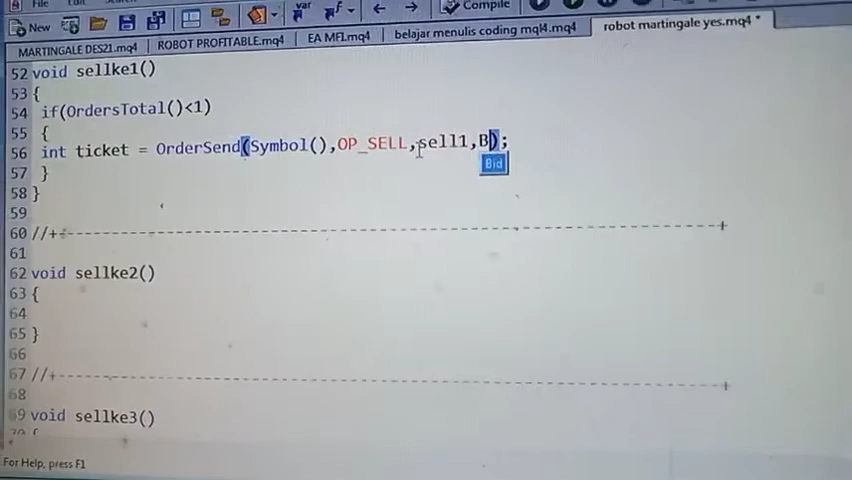 File
New
var
Compile
MARTINGALE DES21.mq4
ROBOT PROFITABLE.mq4
EA MFI.mq4
belajar menulis coding mql4.mq4
robot martingale yes.mq4 *
52 void sellke1()
53 {
54 if(OrdersTotal()<1)
55 {
56 int ticket = OrderSend(Symbol(),OP_SELL,sell1,B);
Bid
57 }
58 }
59
60 //+------------------------------------------------------------------+
61
62 void sellke2()
63 {
64
65 }
66
67 //+------------------------------------------------------------------+
68
69 void sellke3()
For Help, press F1